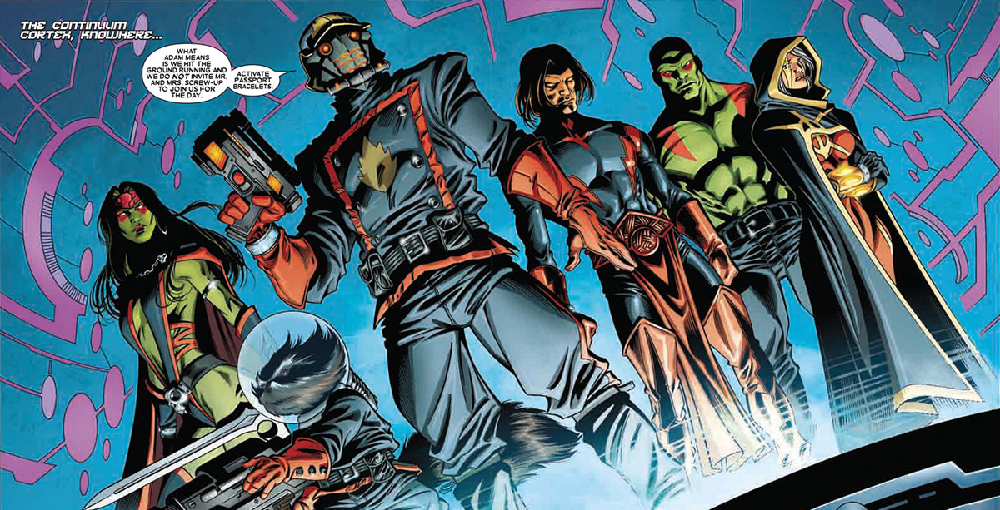 THE CONTINUUM
CORTEX, KNOWHERE...
WHAT
ADAM MEANS
IS WE HIT THE
GROUND RUNNING AND
WE DO NOT INVITE MR.
AND MRS. SCREW-UP
TO JOIN US FOR
THE DAY.
ACTIVATE
PASSPORT
BRACELETS.